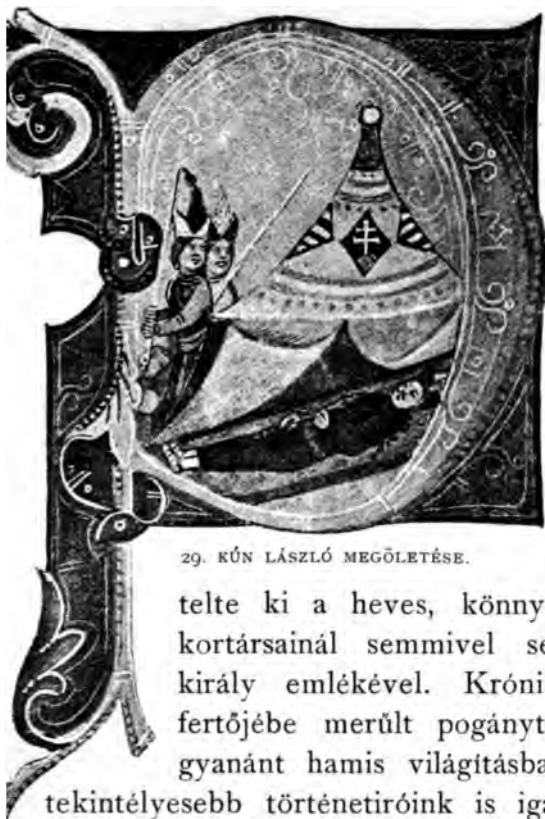 29. KÚN LÁSZLÓ MEGÖLETÉSE.
telte ki a heves, könny
kortársainál semmivel se
király emlékével. Króni
fertőjébe merűlt pogányt
gyanánt hamis világításba
tekintélyesebb történetiróink is iga